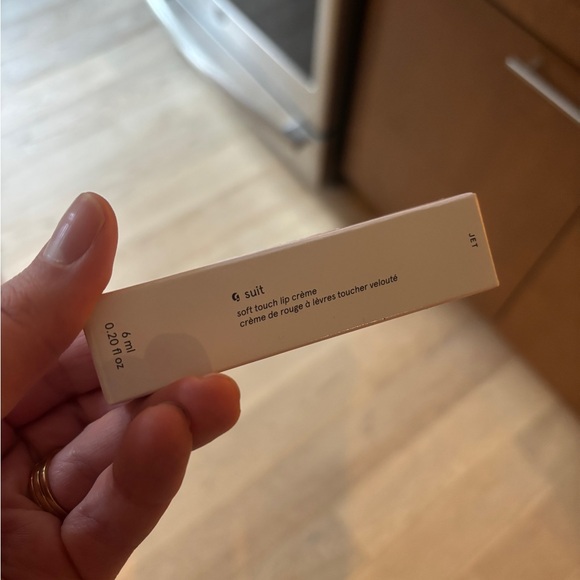 JET
suit
soft touch lip crème
crème de rouge à lèvres toucher velouté
6 ml
0.20 fl oz